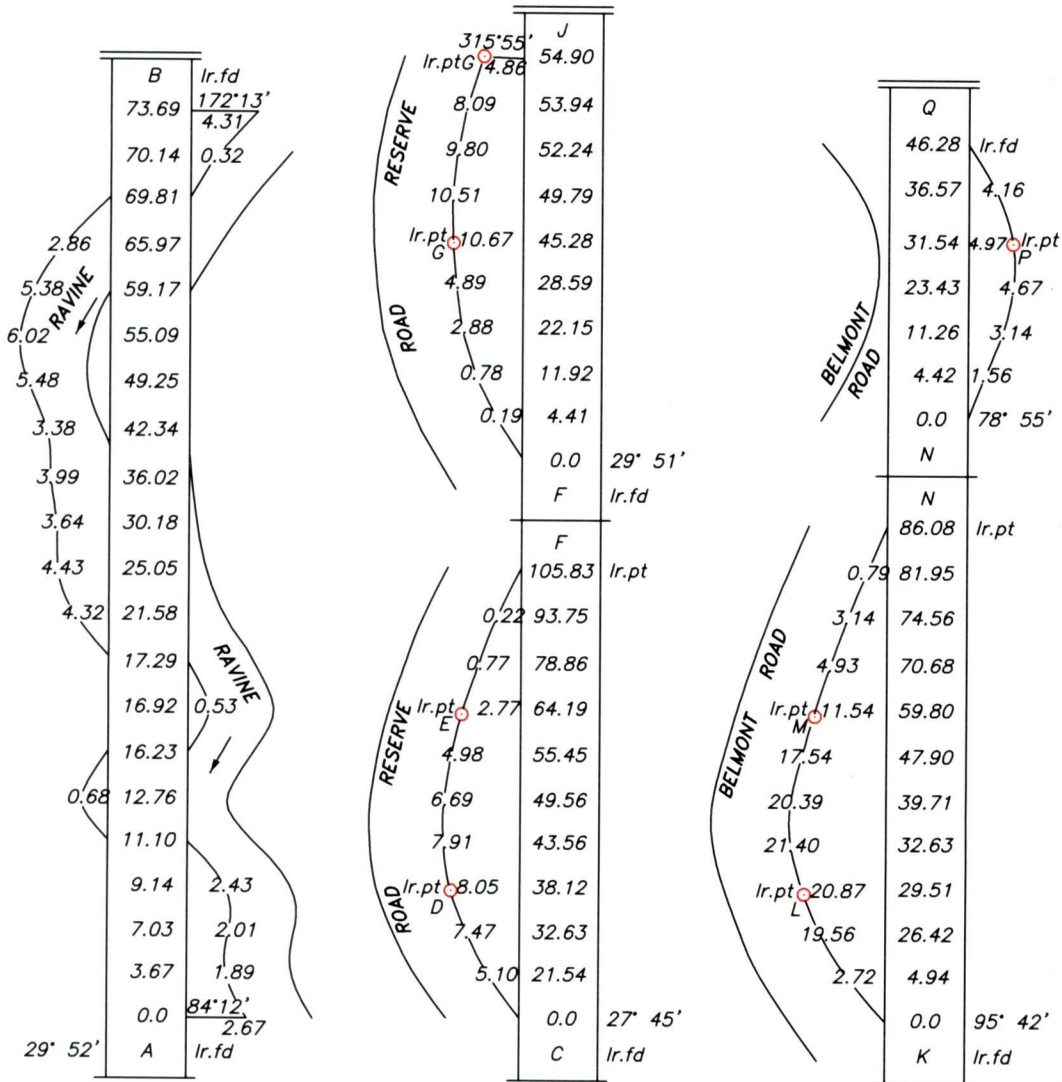 B Ir.fd
73.69 172°13'
4.31
70.14 0.32
69.81
2.86 65.97
5.38 59.17
RAVINE
6.02 55.09
5.48 49.25
3.38 42.34
3.99 36.02
3.64 30.18
4.43 25.05
4.32 21.58
17.29
RAVINE
16.92 0.53
16.23
0.68 12.76
11.10
9.14 2.43
7.03 2.01
3.67 1.89
0.0 84°12'
2.67
29° 52' A Ir.fd
J
315°55'
Ir.pt G 4.86 54.90
8.09 53.94
RESERVE
9.80 52.24
10.51 49.79
Ir.pt 10.67 45.28
G
4.89 28.59
ROAD
2.88 22.15
0.78 11.92
0.19 4.41
0.0 29° 51'
F Ir.fd
F
105.83 Ir.pt
0.22 93.75
0.77 78.86
Ir.pt 2.77 64.19
E
RESERVE
4.98 55.45
6.69 49.56
7.91 43.56
Ir.pt 8.05 38.12
D
ROAD
7.47 32.63
5.10 21.54
0.0 27° 45'
C Ir.fd
Q
46.28 Ir.fd
36.57 4.16
31.54 4.97 Ir.pt
P
23.43 4.67
BELMONT
ROAD
11.26 3.14
4.42 1.56
0.0 78° 55'
N
N
86.08 Ir.pt
0.79 81.95
3.14 74.56
ROAD
4.93 70.68
Ir.pt 11.54 59.80
M
BELMONT
17.54 47.90
20.39 39.71
21.40 32.63
Ir.pt 20.87 29.51
L
19.56 26.42
2.72 4.94
0.0 95° 42'
K Ir.fd